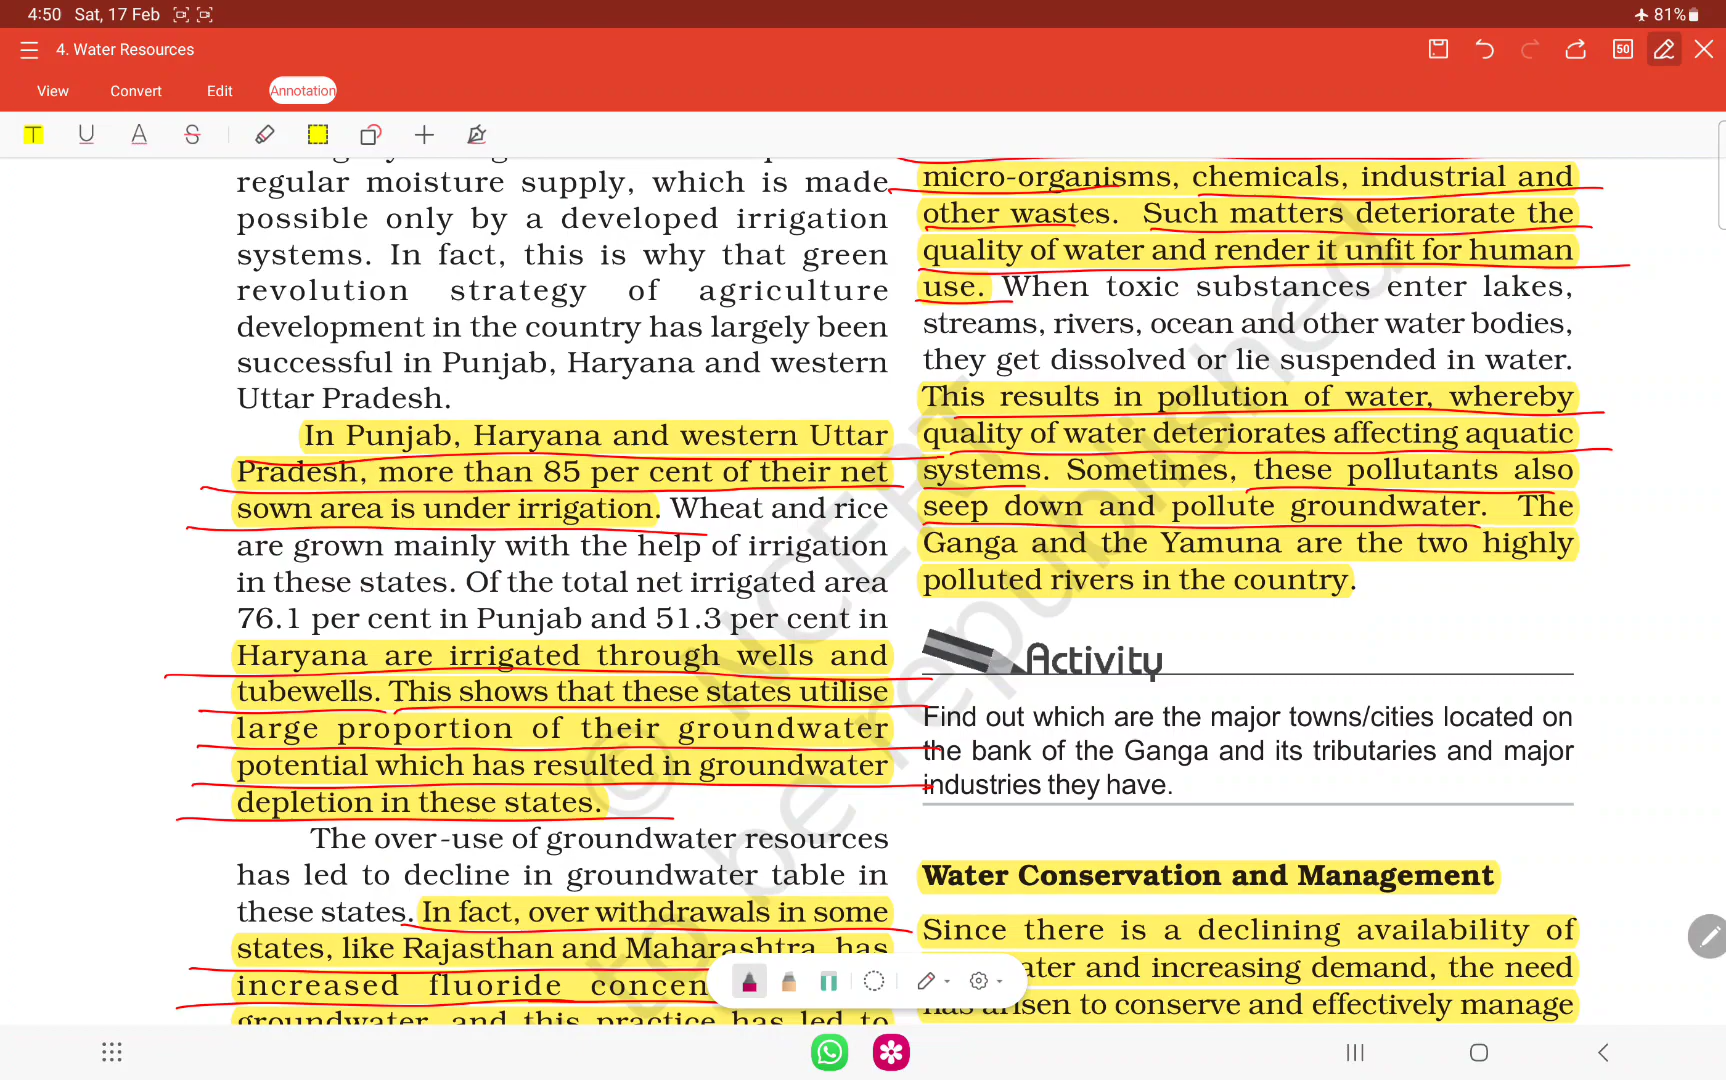 4:50 Sat, 17 Feb
81%
4. Water Resources
50
View Convert Edit Annotation
regular moisture supply, which is made
possible only by a developed irrigation
systems. In fact, this is why that green
revolution strategy of agriculture
development in the country has largely been
successful in Punjab, Haryana and western
Uttar Pradesh.
In Punjab, Haryana and western Uttar
Pradesh, more than 85 per cent of their net
sown area is under irrigation. Wheat and rice
are grown mainly with the help of irrigation
in these states. Of the total net irrigated area
76.1 per cent in Punjab and 51.3 per cent in
Haryana are irrigated through wells and
tubewells. This shows that these states utilise
large proportion of their groundwater
potential which has resulted in groundwater
depletion in these states.
The over-use of groundwater resources
has led to decline in groundwater table in
these states. In fact, over withdrawals in some
states, like Rajasthan and Maharashtra has
increased fluoride concen
groundwater, and this practice has led to
micro-organisms, chemicals, industrial and
other wastes. Such matters deteriorate the
quality of water and render it unfit for human
use. When toxic substances enter lakes,
streams, rivers, ocean and other water bodies,
they get dissolved or lie suspended in water.
This results in pollution of water, whereby
quality of water deteriorates affecting aquatic
systems. Sometimes, these pollutants also
seep down and pollute groundwater. The
Ganga and the Yamuna are the two highly
polluted rivers in the country.
Activity
Find out which are the major towns/cities located on
the bank of the Ganga and its tributaries and major
industries they have.
Water Conservation and Management
Since there is a declining availability of
ater and increasing demand, the need
has arisen to conserve and effectively manage
© NCERT
to be republished